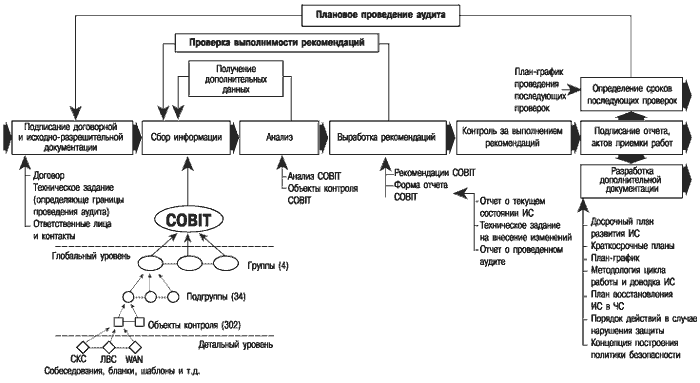 Плановое проведение аудита
Проверка выполнимости рекомендаций
Получение
дополнительных
данных
План-график
проведения
последующих
проверок
Определение сроков
последующих проверок
Подписание договорной
и исходно-разрешительной
документации
Сбор информации
Анализ
Выработка рекомендаций
Контроль за выполнением
рекомендаций
Подписание отчета,
актов приемки работ
Разработка
дополнительной
документации
Договор
Техническое задание
(определяюще границы
проведения аудита)
Ответственные лица
и контакты
Анализ COBIT
Объекты контроля
COBIT
Рекомендации COBIT
Форма отчета
COBIT
Отчет о текущем
состоянии ИС
Техническое задание
на внесение изменений
Отчет о проведенном
аудите
Досрочный план
развития ИС
Краткосрочные планы
План-график
Методология цикла
работы и доводка ИС
План восстановления
ИС в ЧС
Порядок действий в случае
нарушения защиты
Концепция построения
политики безопасности
COBIT
Глобальный уровень
Группы (4)
Подгруппы (34)
Объекты контроля (302)
Детальный уровень
СКС ЛВС WAN
Собеседования, бланки, шаблоны и т.д.